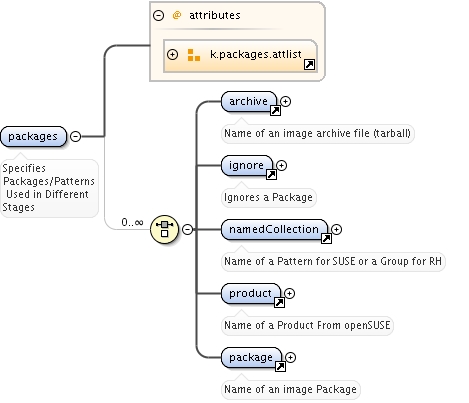 attributes
k.packages.attlist
archive
Name of an image archive file (tarball)
packages
Specifies
Packages/Patterns
Used in Different
Stages
ignore
Ignores a Package
0..∞
namedCollection
Name of a Pattern for SUSE or a Group for RH
product
Name of a Product From openSUSE
package
Name of an image Package